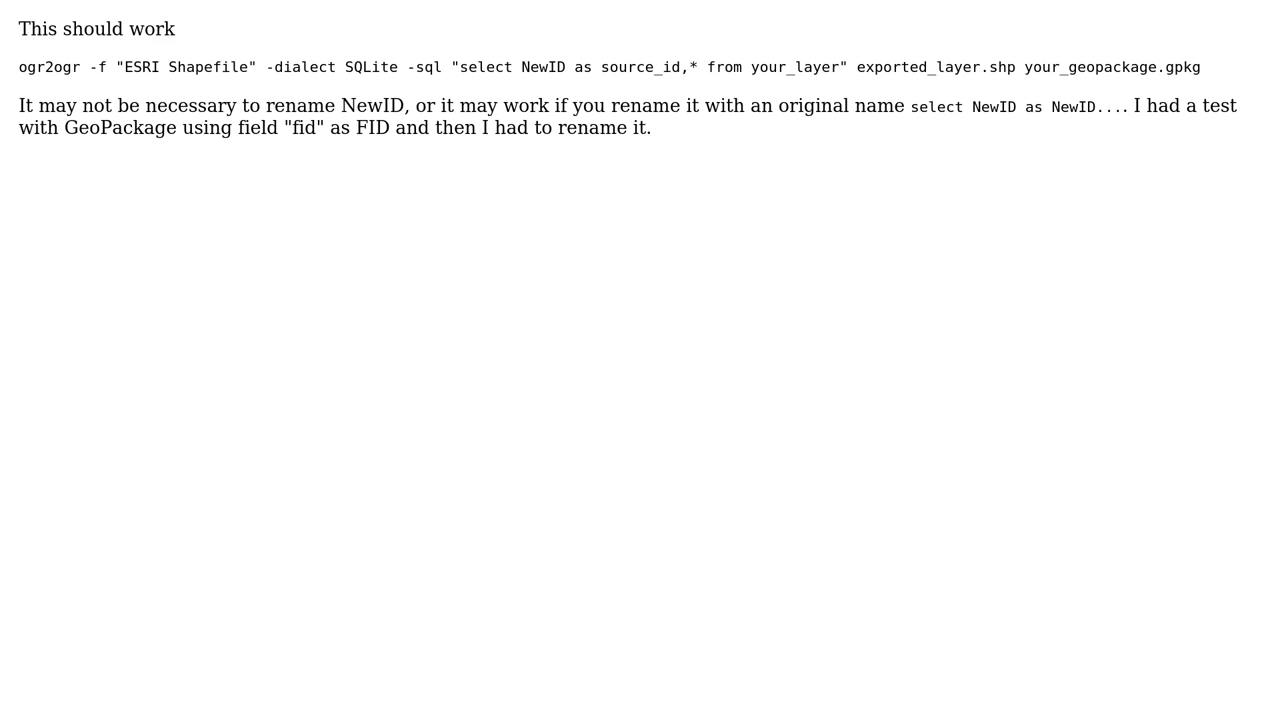 This should work
ogr2ogr -f "ESRI Shapefile" -dialect SQLite -sql "select NewID as source_id,* from your_layer" exported_layer.shp your_geopackage.gpkg
It may not be necessary to rename NewID, or it may work if you rename it with an original name select NewID as NewID.... I had a test
with GeoPackage using field "fid" as FID and then I had to rename it.